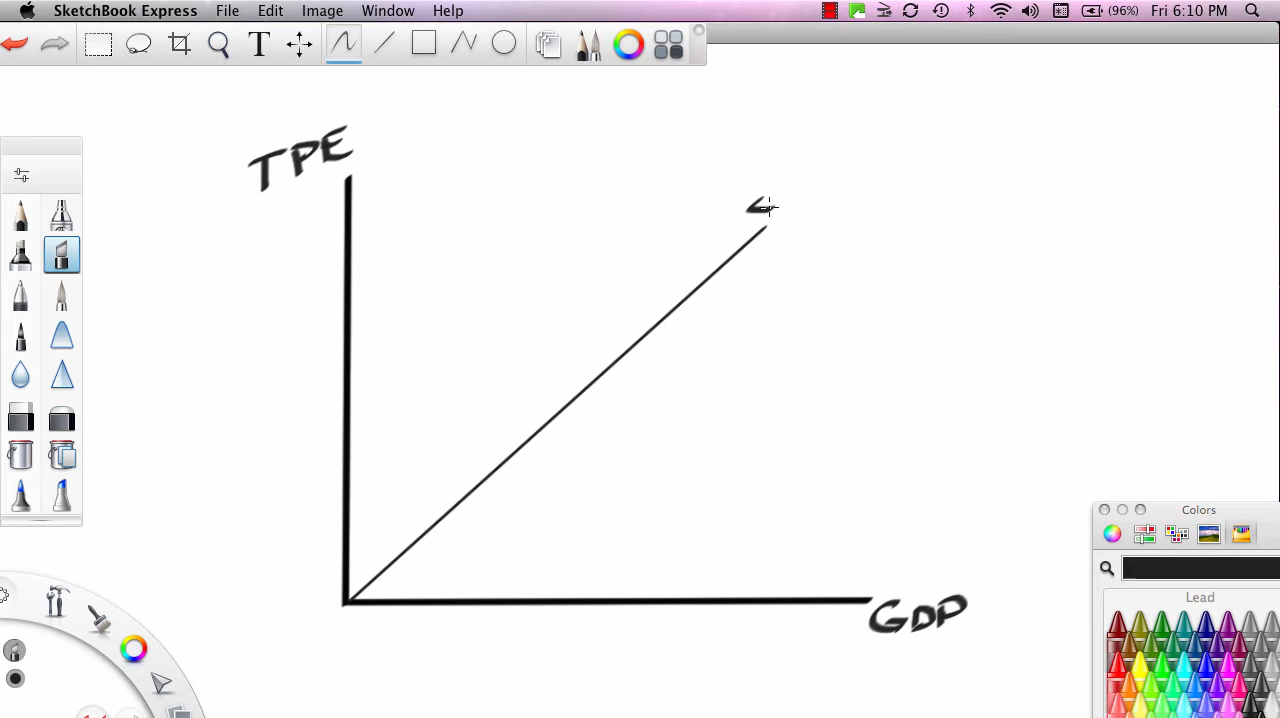 SketchBook Express File Edit Image Window Help (96%) Fri 6:10 PM
T
TPE
GDP
Colors
Lead